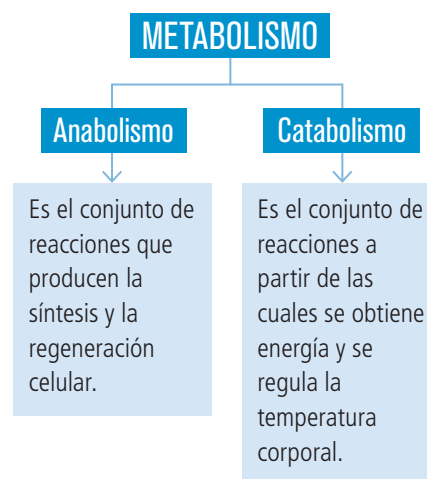 METABOLISMO
Anabolismo
Es el conjunto de
reacciones que
producen la
síntesis y la
regeneración
celular.
Catabolismo
Es el conjunto de
reacciones a
partir de las
cuales se obtiene
energía y se
regula la
temperatura
corporal.